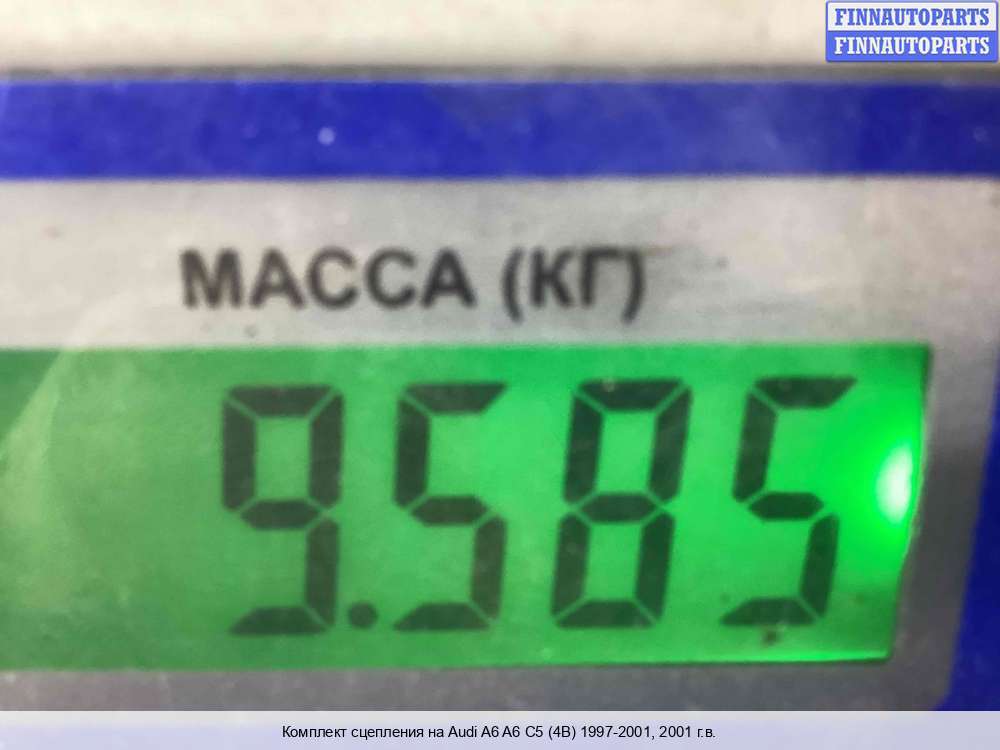 FINNAUTOPARTS
FINNAUTOPARTS
МАССА (КГ)
9.585
Комплект сцепления на Audi A6 A6 C5 (4B) 1997-2001, 2001 г.в.